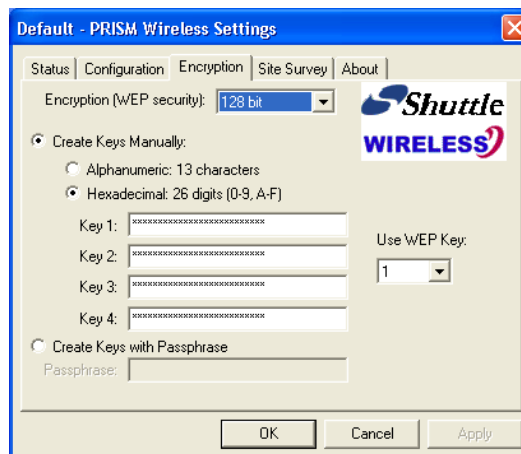 Default - PRISM Wireless Settings
Status Configuration Encryption Site Survey About
Encryption (WEP security): 128 bit
Shuttle
WIRELESS
Create Keys Manually:
Alphanumeric: 13 characters
Hexadecimal: 26 digits (0-9, A-F)
Key 1: **************************
Key 2: **************************
Use WEP Key:
1
Key 3: **************************
Key 4: **************************
Create Keys with Passphrase
Passphrase:
OK Cancel Apply